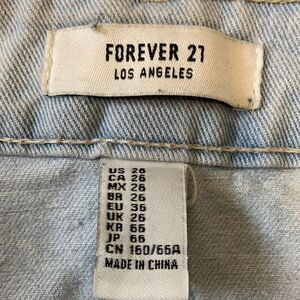 FOREVER 21
LOS ANGELES
US 26
CA 26
MX 26
BR 26
EU 36
UK 26
KR 66
JP 66
CN 160/66A
MADE IN CHINA